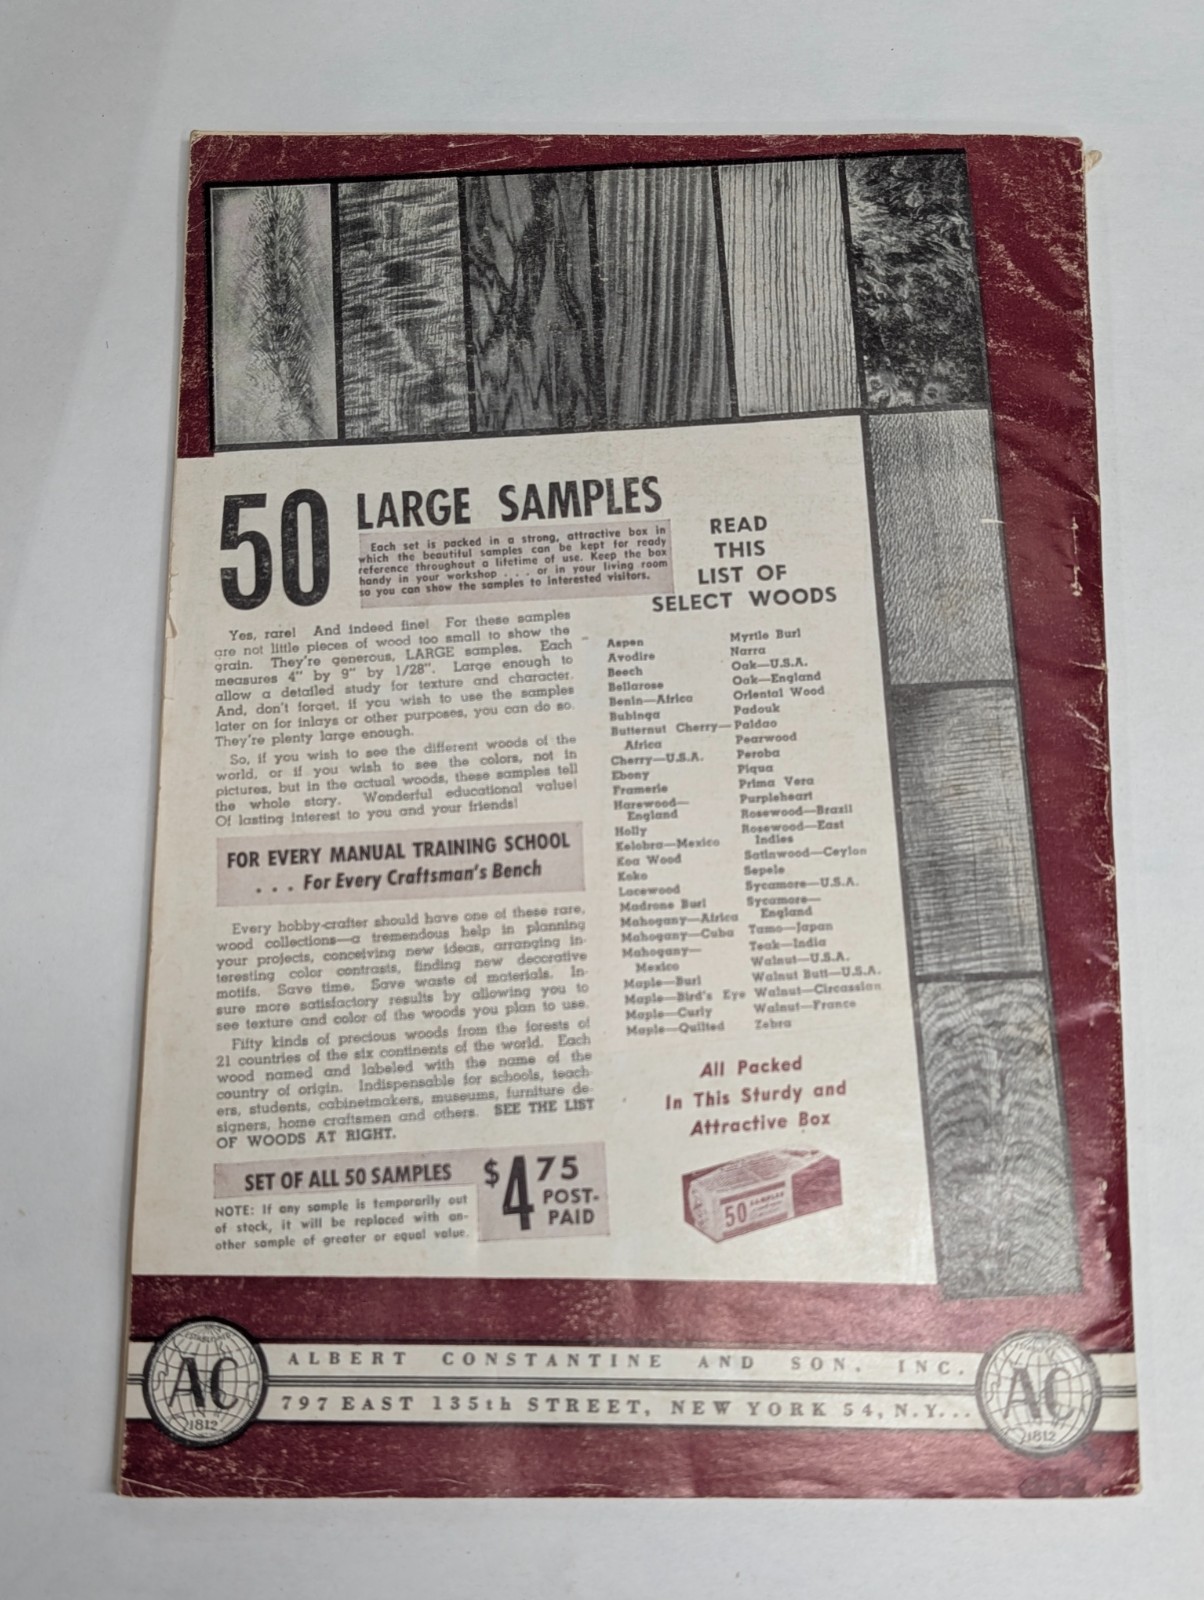 50
LARGE SAMPLES
Each set is packed in a strong, attractive box in
which the beautiful samples can be kept for ready
reference throughout a lifetime of use. Keep the box
handy in your workshop . . . or in your living room
so you can show the samples to interested visitors.
Yes, rare! And indeed fine! For these samples
are not little pieces of wood too small to show the
grain. They're generous, LARGE samples. Each
measures 4" by 9" by 1/28". Large enough to
allow a detailed study for texture and character.
And, don't forget, if you wish to use the samples
later on for inlays or other purposes, you can do so.
They're plenty large enough.
So, if you wish to see the different woods of the
world, or if you wish to see the colors, not in
pictures, but in the actual woods, these samples tell
the whole story. Wonderful educational value!
Of lasting interest to you and your friends!
FOR EVERY MANUAL TRAINING SCHOOL
. . . For Every Craftsman's Bench
Every hobby-crafter should have one of these rare,
wood collections—a tremendous help in planning
your projects, conceiving new ideas, arranging in-
teresting color contrasts, finding new decorative
motifs. Save time. Save waste of materials. In-
sure more satisfactory results by allowing you to
see texture and color of the woods you plan to use.
Fifty kinds of precious woods from the forests of
21 countries of the six continents of the world. Each
wood named and labeled with the name of the
country of origin. Indispensable for schools, teach-
ers, students, cabinetmakers, museums, furniture de-
signers, home craftsmen and others. SEE THE LIST
OF WOODS AT RIGHT.
SET OF ALL 50 SAMPLES
NOTE: If any sample is temporarily out
of stock, it will be replaced with an-
other sample of greater or equal value.
$4 75
POST-
PAID
READ
THIS
LIST OF
SELECT WOODS
Aspen
Avodire
Beech
Bellarose
Benin—Africa
Bubinga
Butternut Cherry—
Africa
Cherry—U.S.A.
Ebony
Framerie
Harewood—
England
Holly
Kelobra—Mexico
Koa Wood
Koko
Lacewood
Madrone Burl
Mahogany—Africa
Mahogany—Cuba
Mahogany—
Mexico
Maple—Burl
Maple—Bird's Eye
Maple—Curly
Maple—Quilted
Myrtle Burl
Narra
Oak—U.S.A.
Oak—England
Oriental Wood
Padouk
Paldao
Pearwood
Peroba
Piqua
Prima Vera
Purpleheart
Rosewood—Brazil
Rosewood—East
Indies
Satinwood—Ceylon
Sepele
Sycamore—U.S.A.
Sycamore—
England
Tamo—Japan
Teak—India
Walnut—U.S.A.
Walnut Butt—U.S.A.
Walnut—Circassian
Walnut—France
Zebra
All Packed
In This Sturdy and
Attractive Box
50 SAMPLES
AC
1812
ALBERT CONSTANTINE AND SON, INC.
797 EAST 135th STREET, NEW YORK 54, N.Y...
AC
1812